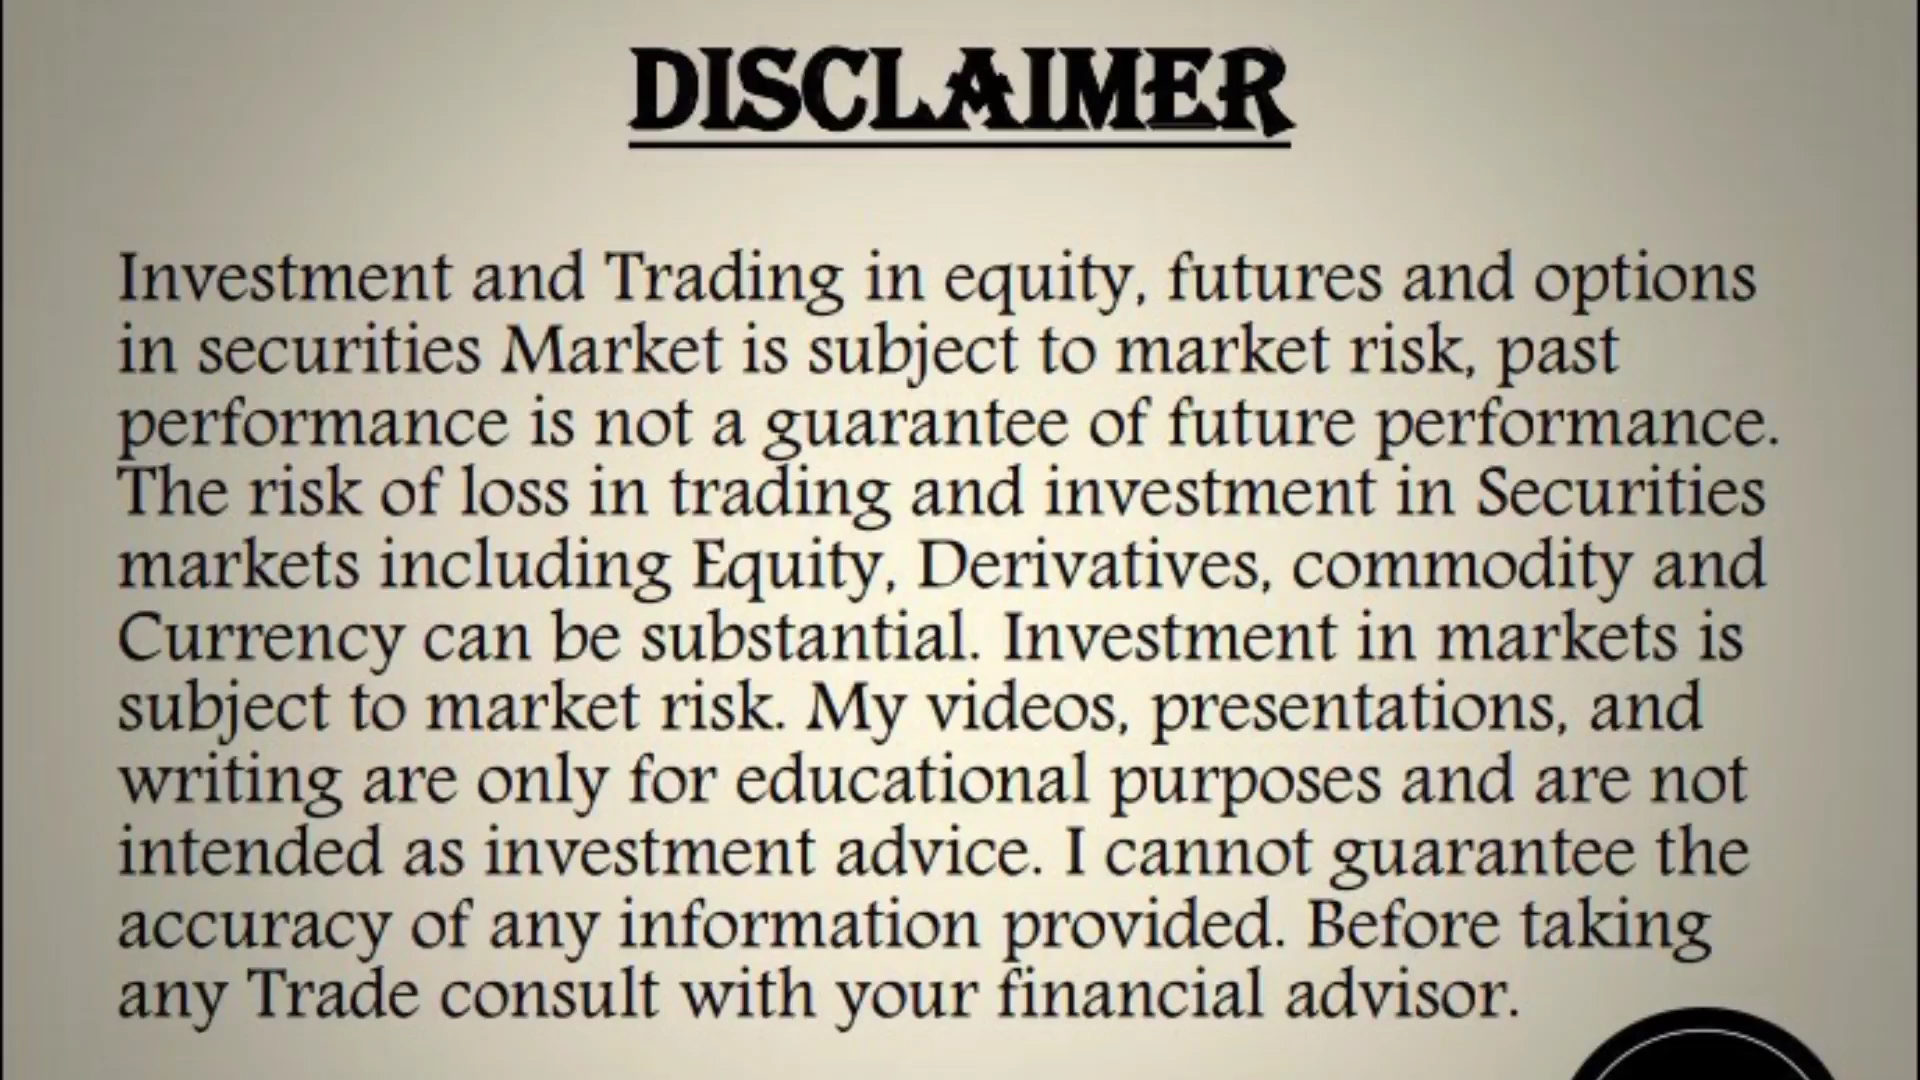 DISCLAIMER
Investment and Trading in equity, futures and options
in securities Market is subject to market risk, past
performance is not a guarantee of future performance.
The risk of loss in trading and investment in Securities
markets including Equity, Derivatives, commodity and
Currency can be substantial. Investment in markets is
subject to market risk. My videos, presentations, and
writing are only for educational purposes and are not
intended as investment advice. I cannot guarantee the
accuracy of any information provided. Before taking
any Trade consult with your financial advisor.